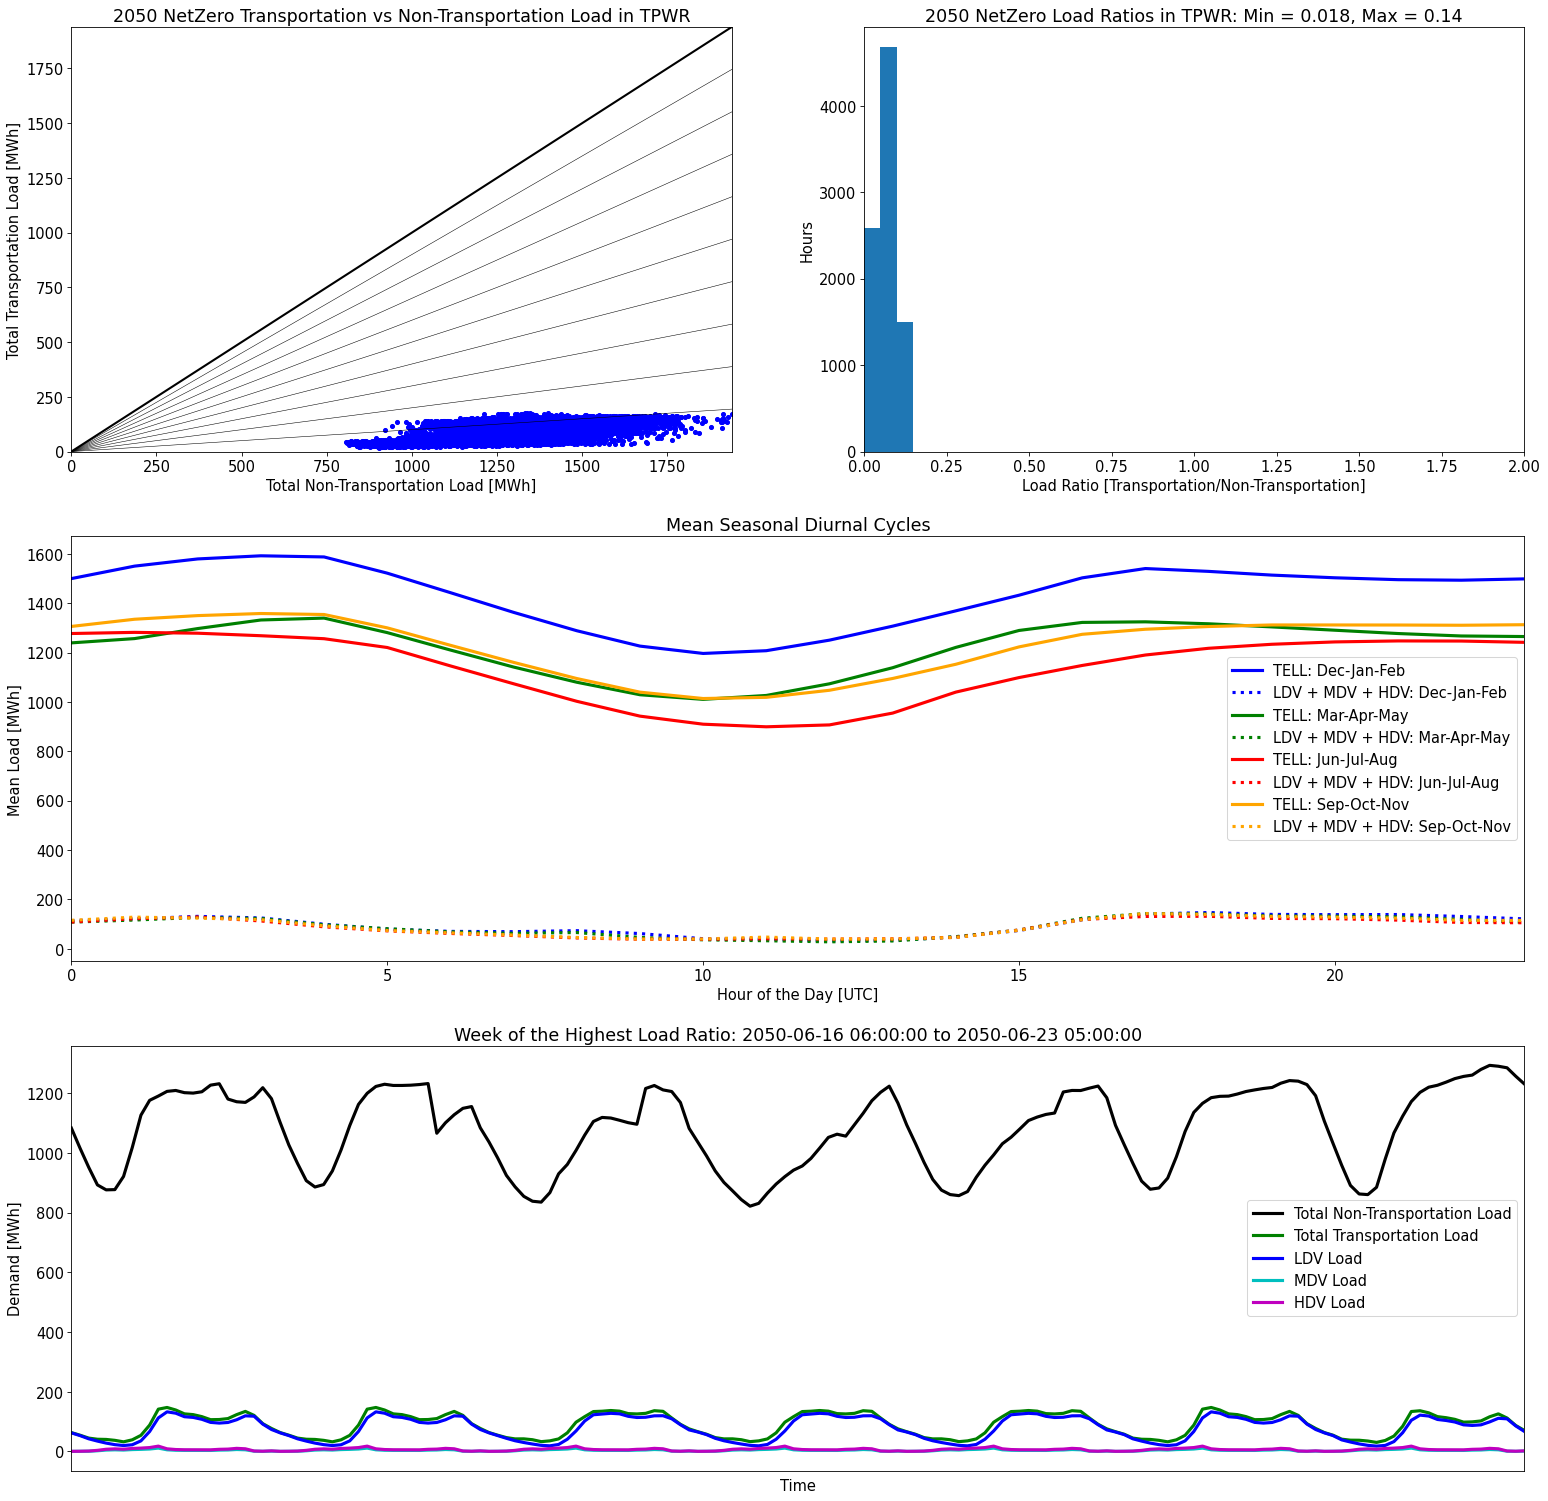 2050 NetZero Transportation vs Non-Transportation Load in TPWR
Total Transportation Load [MWh]
1750
1500
1250
1000
750
500
250
0
0 250 500 750 1000 1250 1500 1750
Total Non-Transportation Load [MWh]
2050 NetZero Load Ratios in TPWR: Min = 0.018, Max = 0.14
Hours
4000
3000
2000
1000
0
0.00 0.25 0.50 0.75 1.00 1.25 1.50 1.75 2.00
Load Ratio [Transportation/Non-Transportation]
Mean Seasonal Diurnal Cycles
Mean Load [MWh]
1600
1400
1200
1000
800
600
400
200
0
TELL: Dec-Jan-Feb
LDV + MDV + HDV: Dec-Jan-Feb
TELL: Mar-Apr-May
LDV + MDV + HDV: Mar-Apr-May
TELL: Jun-Jul-Aug
LDV + MDV + HDV: Jun-Jul-Aug
TELL: Sep-Oct-Nov
LDV + MDV + HDV: Sep-Oct-Nov
0 5 10 15 20
Hour of the Day [UTC]
Week of the Highest Load Ratio: 2050-06-16 06:00:00 to 2050-06-23 05:00:00
Demand [MWh]
1200
1000
800
600
400
200
0
Total Non-Transportation Load
Total Transportation Load
LDV Load
MDV Load
HDV Load
Time